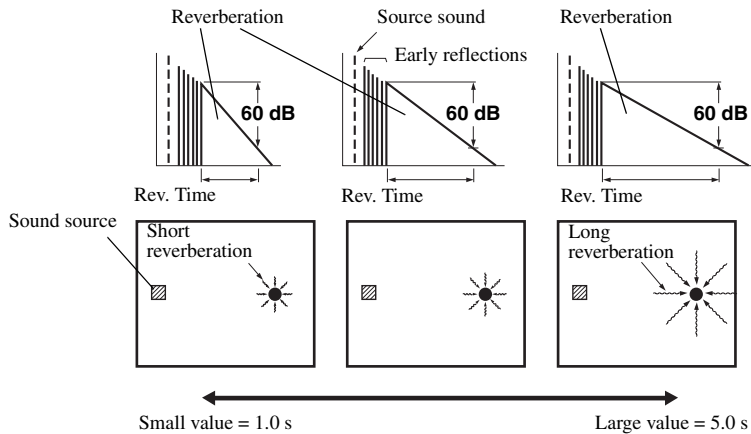 Reverberation
Source sound
Reverberation
Early reflections
60 dB
60 dB
60 dB
Rev. Time
Rev. Time
Rev. Time
Sound source
Short
reverberation
Long
reverberation
Small value = 1.0 s
Large value = 5.0 s